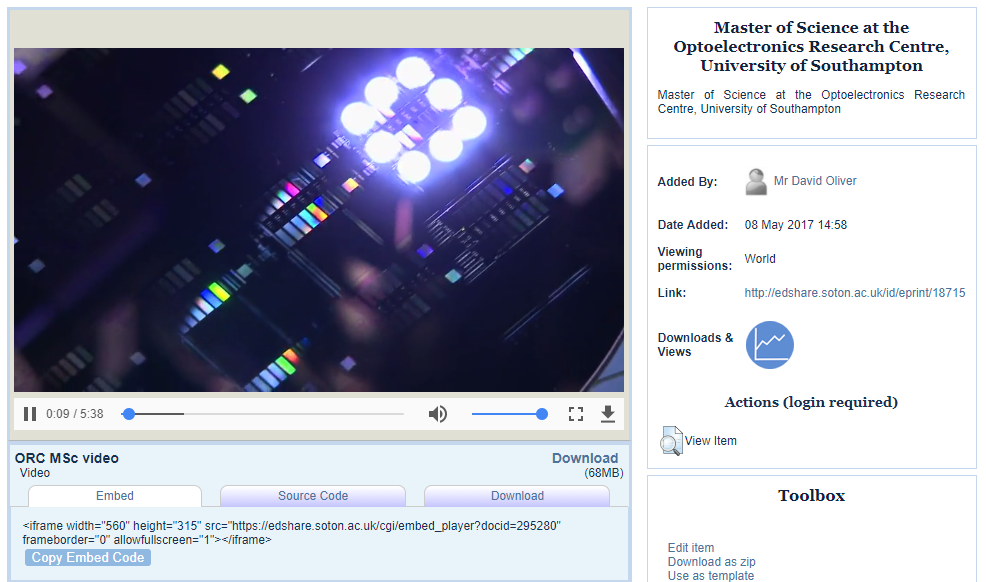 Master of Science at the
Optoelectronics Research Centre,
University of Southampton
Master of Science at the Optoelectronics Research
Centre, University of Southampton
Added By: Mr David Oliver
Date Added: 08 May 2017 14:58
Viewing
permissions: World
Link: http://edshare.soton.ac.uk/id/eprint/18715
Downloads &
Views
Actions (login required)
View Item
Toolbox
Edit item
Download as zip
Use as template
0:09 / 5:38
ORC MSc video Download
Video (68MB)
Embed Source Code Download
<iframe width="560" height="315" src="https://edshare.soton.ac.uk/cgi/embed_player?docid=295280"
frameborder="0" allowfullscreen="1"></iframe>
Copy Embed Code